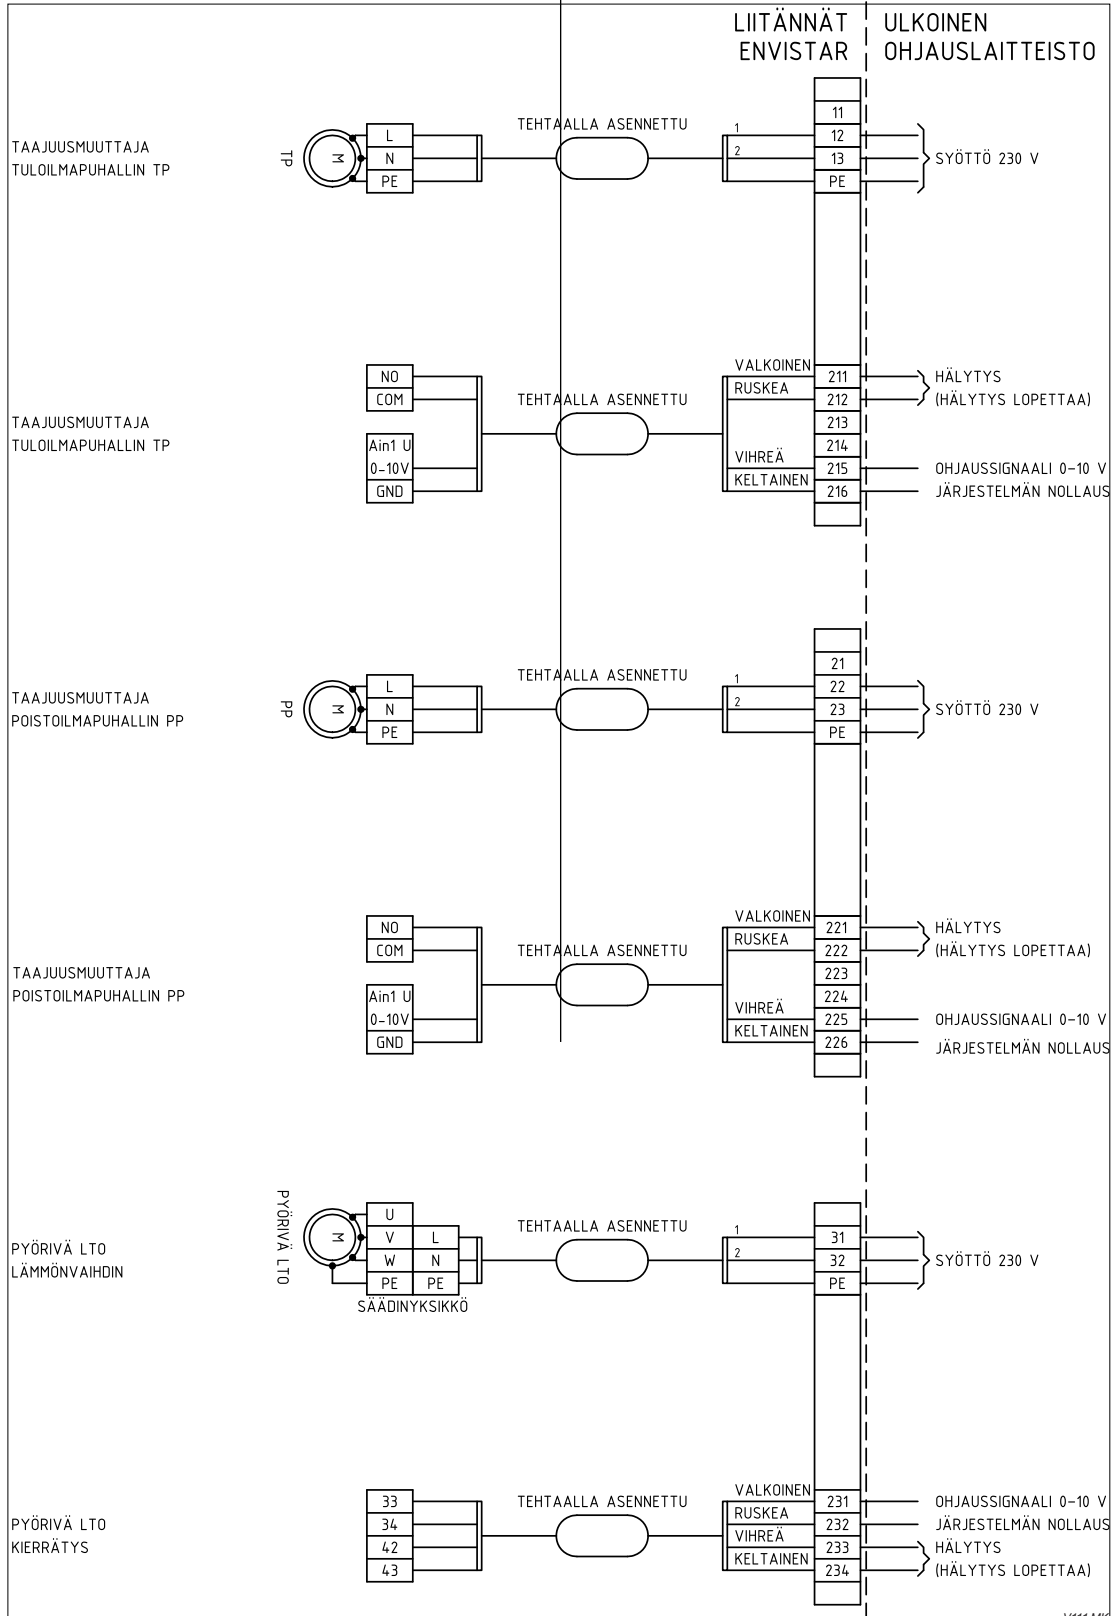 LIITÄNNÄT
ENVISTAR
ULKOINEN
OHJAUSLAITTEISTO
TAAJUUSMUUTTAJA
TULOILMAPUHALLIN TP
TP
M
L
N
PE
TEHTAALLA ASENNETTU
1
2
11
12
13
PE
SYÖTTÖ 230 V
TAAJUUSMUUTTAJA
TULOILMAPUHALLIN TP
NO
COM
Ain1 U
0-10V
GND
TEHTAALLA ASENNETTU
VALKOINEN
RUSKEA
VIHREÄ
KELTAINEN
211
212
213
214
215
216
HÄLYTYS
(HÄLYTYS LOPETTAA)
OHJAUSSIGNAALI 0-10 V
JÄRJESTELMÄN NOLLAUS
TAAJUUSMUUTTAJA
POISTOILMAPUHALLIN PP
PP
M
L
N
PE
TEHTAALLA ASENNETTU
1
2
21
22
23
PE
SYÖTTÖ 230 V
TAAJUUSMUUTTAJA
POISTOILMAPUHALLIN PP
NO
COM
Ain1 U
0-10V
GND
TEHTAALLA ASENNETTU
VALKOINEN
RUSKEA
VIHREÄ
KELTAINEN
221
222
223
224
225
226
HÄLYTYS
(HÄLYTYS LOPETTAA)
OHJAUSSIGNAALI 0-10 V
JÄRJESTELMÄN NOLLAUS
PYÖRIVÄ LTO
LÄMMÖNVAIHDIN
PYÖRIVÄ LTO
M
U
V L
W N
PE PE
SÄÄDINYKSIKKÖ
TEHTAALLA ASENNETTU
1
2
31
32
PE
SYÖTTÖ 230 V
PYÖRIVÄ LTO
KIERRÄTYS
33
34
42
43
TEHTAALLA ASENNETTU
VALKOINEN
RUSKEA
VIHREÄ
KELTAINEN
231
232
233
234
OHJAUSSIGNAALI 0-10 V
JÄRJESTELMÄN NOLLAUS
HÄLYTYS
(HÄLYTYS LOPETTAA)